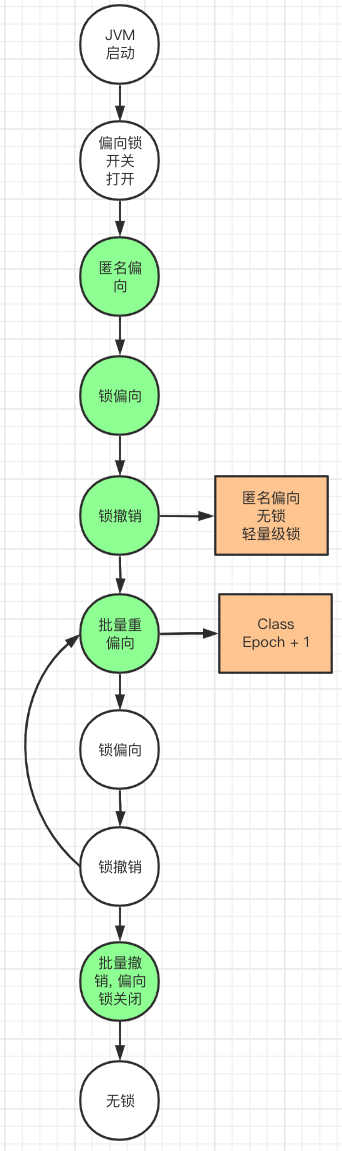 JVM
启动
偏向锁
开关
打开
匿名偏
向
锁偏向
锁撤销
匿名偏向
无锁
轻量级锁
批量重
偏向
Class
Epoch + 1
锁偏向
锁撤销
批量撤
销, 偏向
锁关闭
无锁